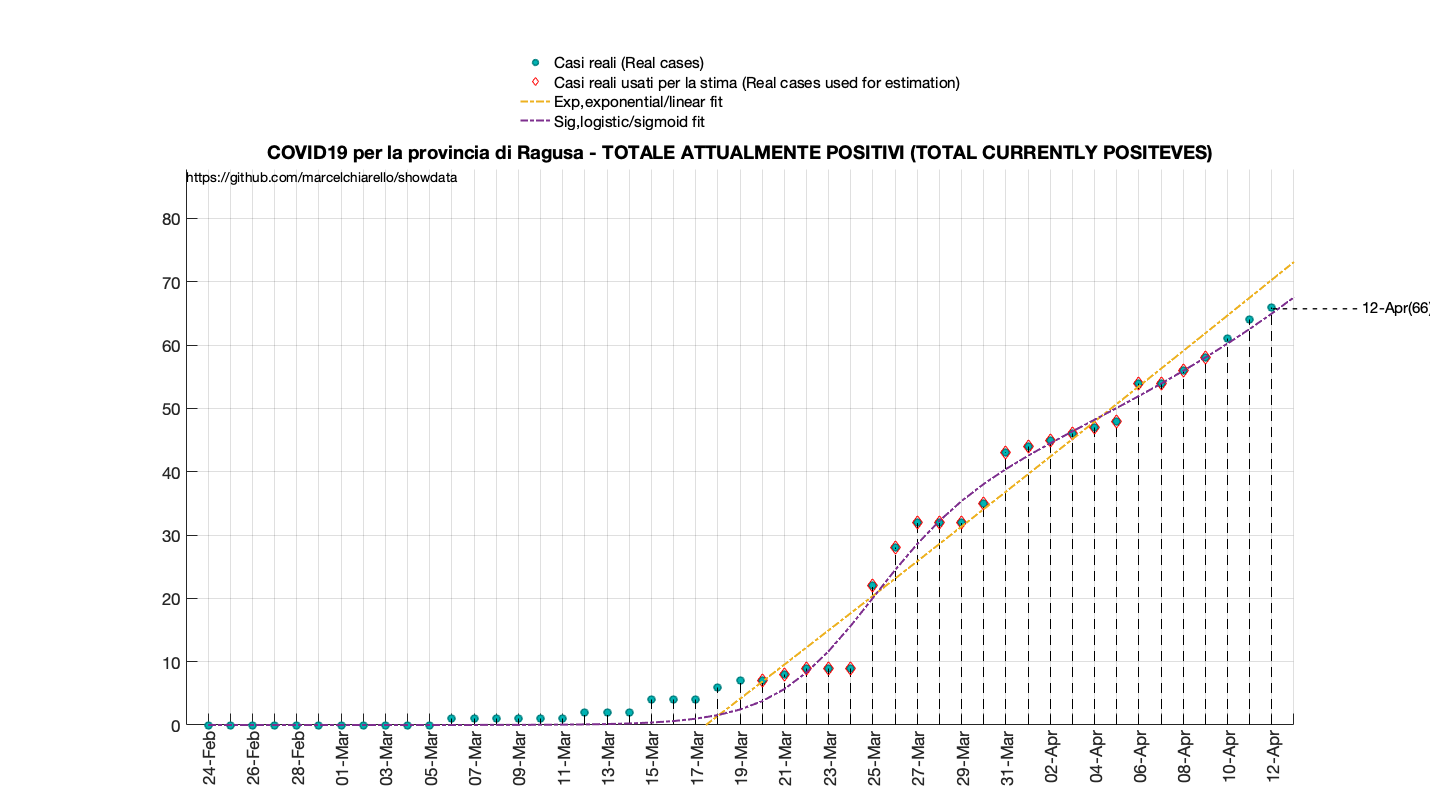 Casi reali (Real cases)
Casi reali usati per la stima (Real cases used for estimation)
Exp,exponential/linear fit
Sig,logistic/sigmoid fit
COVID19 per la provincia di Ragusa - TOTALE ATTUALMENTE POSITIVI (TOTAL CURRENTLY POSITEVES)
https://github.com/marcelchiarello/showdata
80
70
60
50
40
30
20
10
0
12-Apr(66)
24-Feb
26-Feb
28-Feb
01-Mar
03-Mar
05-Mar
07-Mar
09-Mar
11-Mar
13-Mar
15-Mar
17-Mar
19-Mar
21-Mar
23-Mar
25-Mar
27-Mar
29-Mar
31-Mar
02-Apr
04-Apr
06-Apr
08-Apr
10-Apr
12-Apr